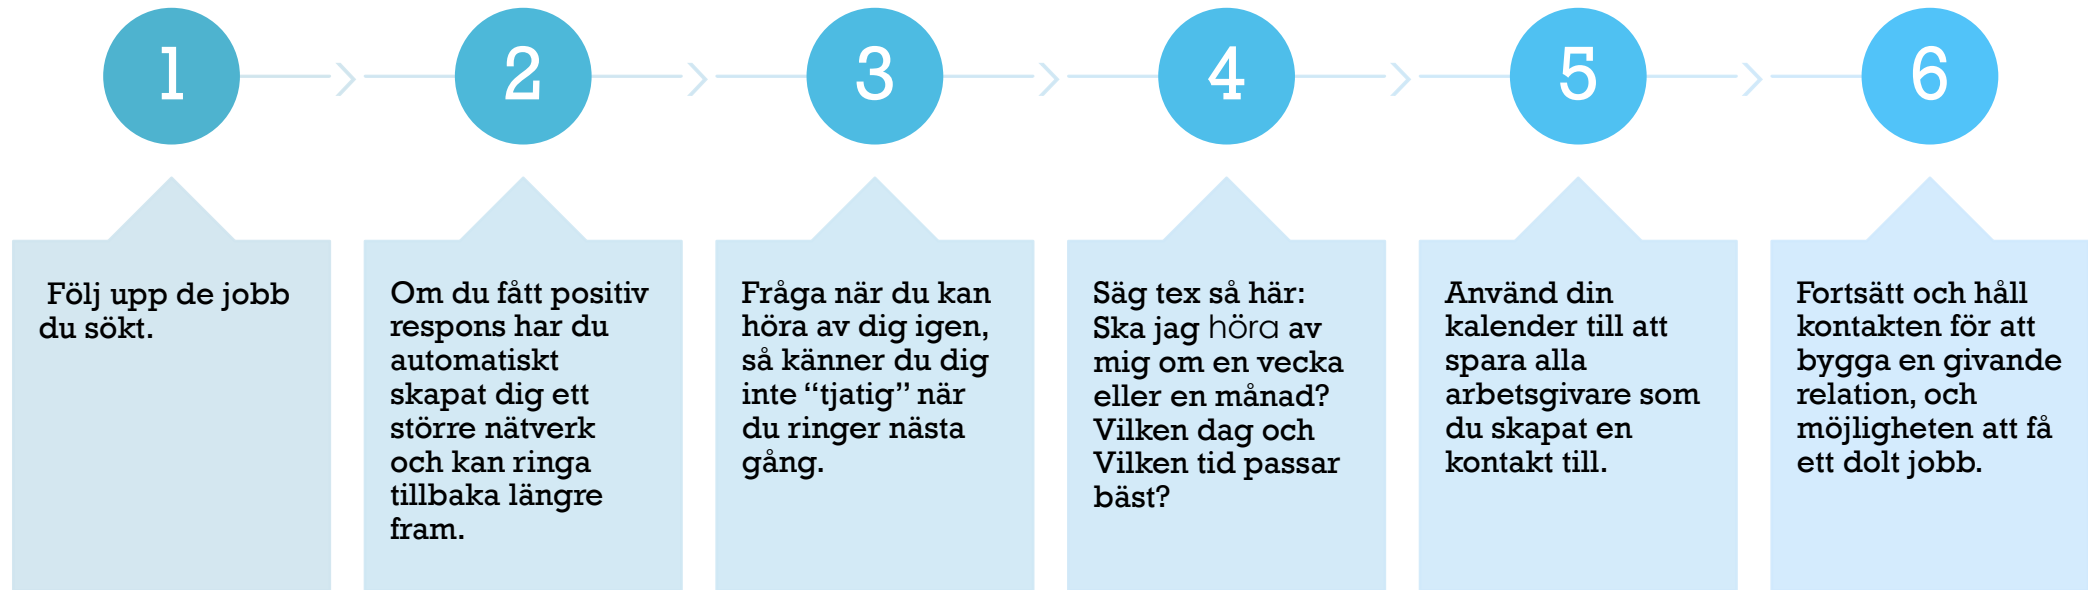 1
2
3
4
5
6
Följ upp de jobb
du sökt.
Om du fått positiv
respons har du
automatiskt
skapat dig ett
större nätverk
och kan ringa
tillbaka längre
fram.
Fråga när du kan
höra av dig igen,
så känner du dig
inte “tjatig” när
du ringer nästa
gång.
Säg tex så här:
Ska jag höra av
mig om en vecka
eller en månad?
Vilken dag och
Vilken tid passar
bäst?
Använd din
kalender till att
spara alla
arbetsgivare som
du skapat en
kontakt till.
Fortsätt och håll
kontakten för att
bygga en givande
relation, och
möjligheten att få
ett dolt jobb.